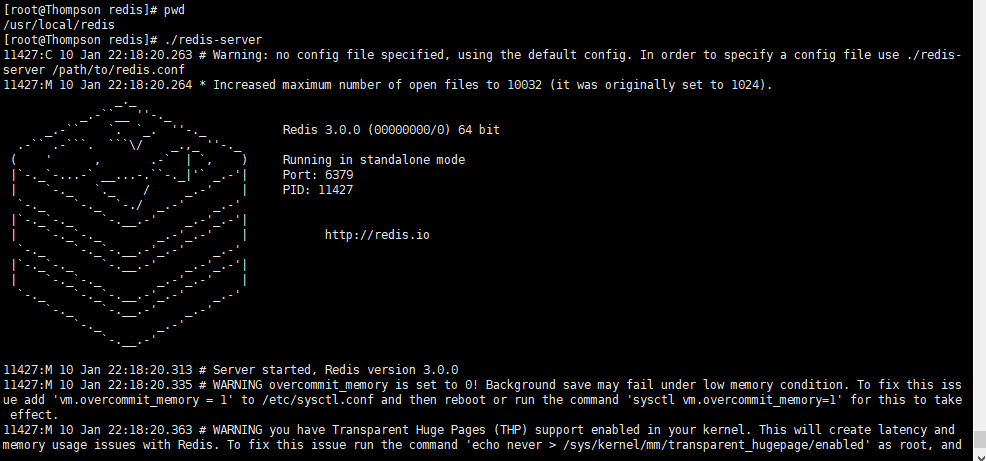 [root@Thompson redis]# pwd
/usr/local/redis
[root@Thompson redis]# ./redis-server
11427:C 10 Jan 22:18:20.263 # Warning: no config file specified, using the default config. In order to specify a config file use ./redis-
server /path/to/redis.conf
11427:M 10 Jan 22:18:20.264 * Increased maximum number of open files to 10032 (it was originally set to 1024).
Redis 3.0.0 (00000000/0) 64 bit
Running in standalone mode
Port: 6379
PID: 11427
http://redis.io
11427:M 10 Jan 22:18:20.313 # Server started, Redis version 3.0.0
11427:M 10 Jan 22:18:20.335 # WARNING overcommit_memory is set to 0! Background save may fail under low memory condition. To fix this iss
ue add 'vm.overcommit_memory = 1' to /etc/sysctl.conf and then reboot or run the command 'sysctl vm.overcommit_memory=1' for this to take
effect.
11427:M 10 Jan 22:18:20.363 # WARNING you have Transparent Huge Pages (THP) support enabled in your kernel. This will create latency and
memory usage issues with Redis. To fix this issue run the command 'echo never > /sys/kernel/mm/transparent_hugepage/enabled' as root, and